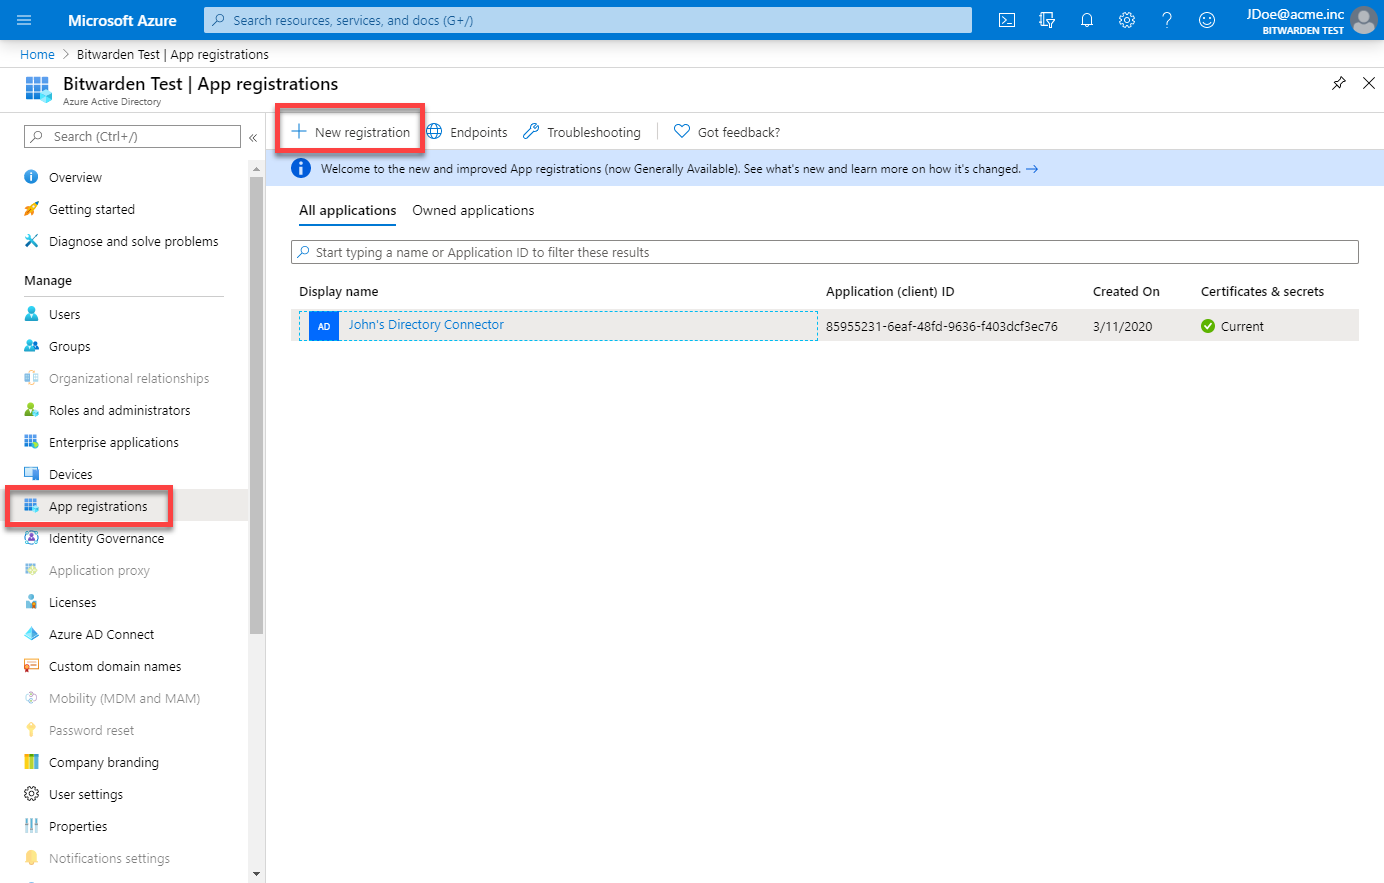 Microsoft Azure
Search resources, services, and docs (G+/)
JDoe@acme.inc
BITWARDEN TEST
Home > Bitwarden Test | App registrations
Bitwarden Test | App registrations
Azure Active Directory
Search (Ctrl+/)
«
New registration
Endpoints
Troubleshooting
Got feedback?
Welcome to the new and improved App registrations (now Generally Available). See what's new and learn more on how it's changed. →
Overview
Getting started
Diagnose and solve problems
Manage
Users
Groups
Organizational relationships
Roles and administrators
Enterprise applications
Devices
App registrations
Identity Governance
Application proxy
Licenses
Azure AD Connect
Custom domain names
Mobility (MDM and MAM)
Password reset
Company branding
User settings
Properties
Notifications settings
All applications Owned applications
Start typing a name or Application ID to filter these results
Display name Application (client) ID Created On Certificates & secrets
AD John's Directory Connector 85955231-6eaf-48fd-9636-f403dcf3ec76 3/11/2020 Current